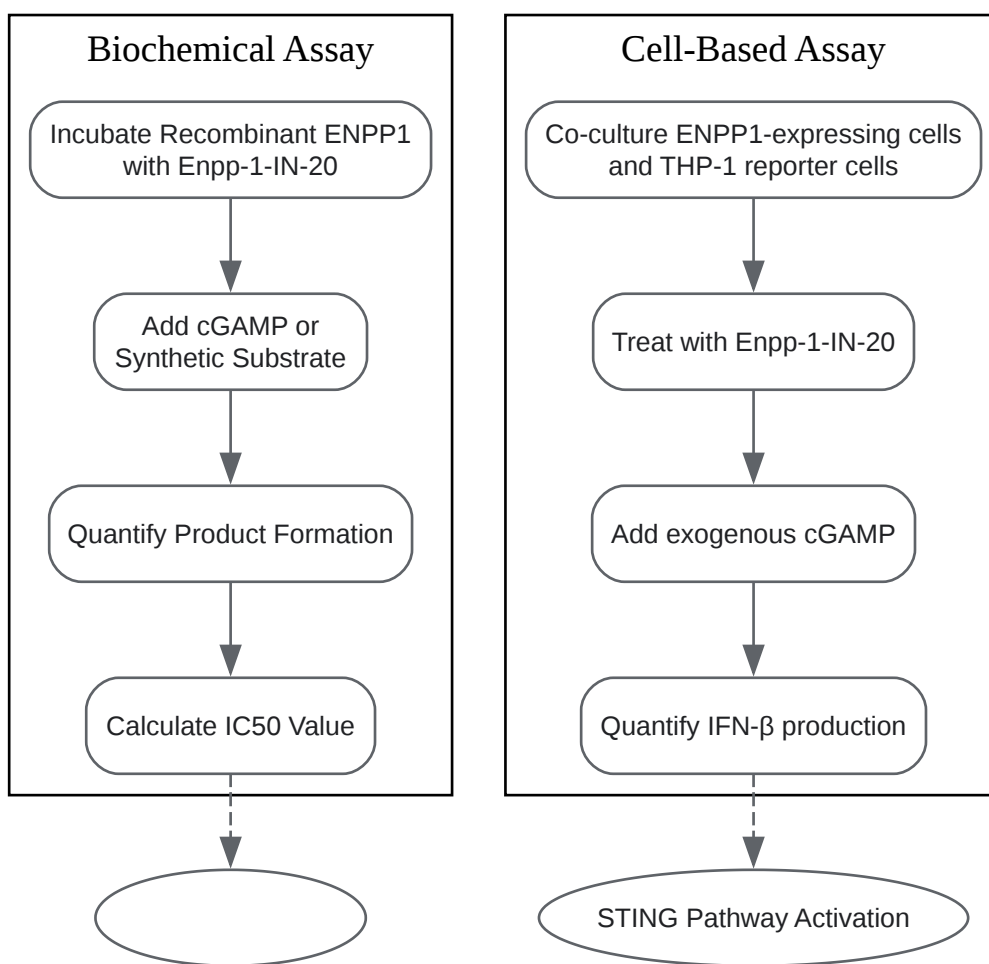 Biochemical Assay
Incubate Recombinant ENPP1
with Enpp-1-IN-20
Add cGAMP or
Synthetic Substrate
Quantify Product Formation
Calculate IC50 Value
Cell-Based Assay
Co-culture ENPP1-expressing cells
and THP-1 reporter cells
Treat with Enpp-1-IN-20
Add exogenous cGAMP
Quantify IFN-β production
STING Pathway Activation